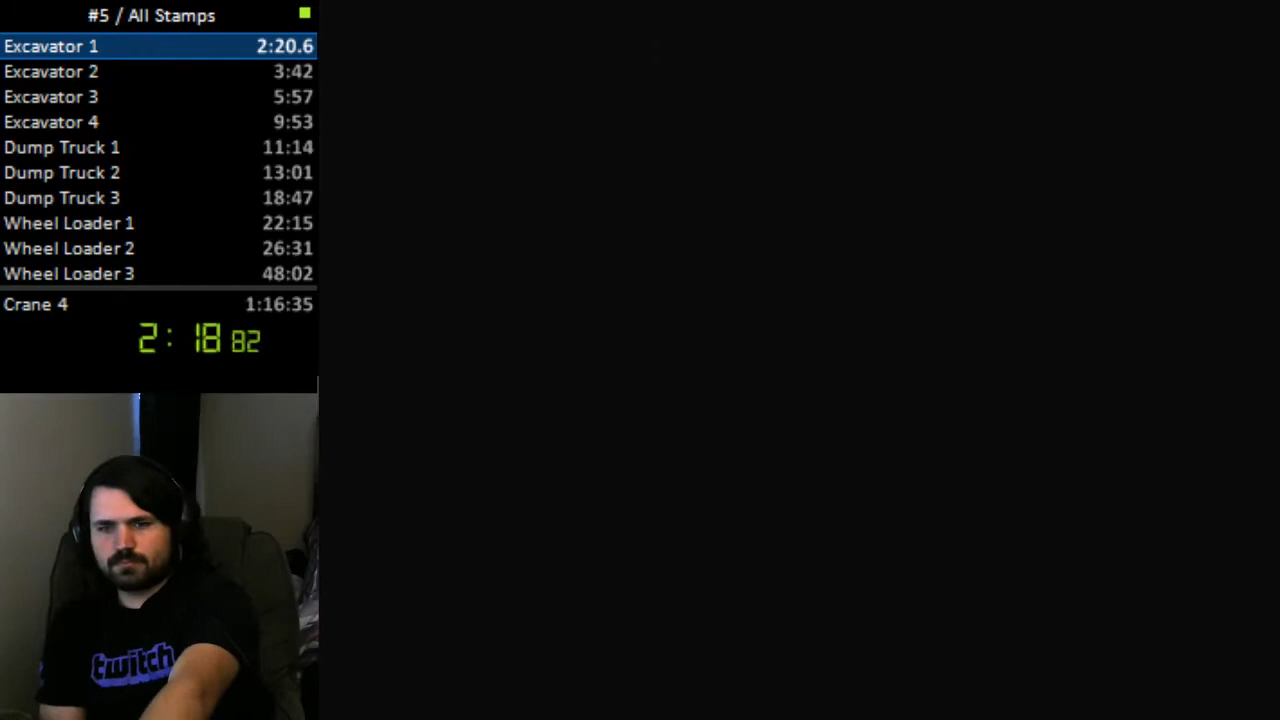 #5 / All Stamps
Excavator 1 2:20.6
Excavator 2 3:42
Excavator 3 5:57
Excavator 4 9:53
Dump Truck 1 11:14
Dump Truck 2 13:01
Dump Truck 3 18:47
Wheel Loader 1 22:15
Wheel Loader 2 26:31
Wheel Loader 3 48:02
Crane 4 1:16:35
2:18 82
twitch